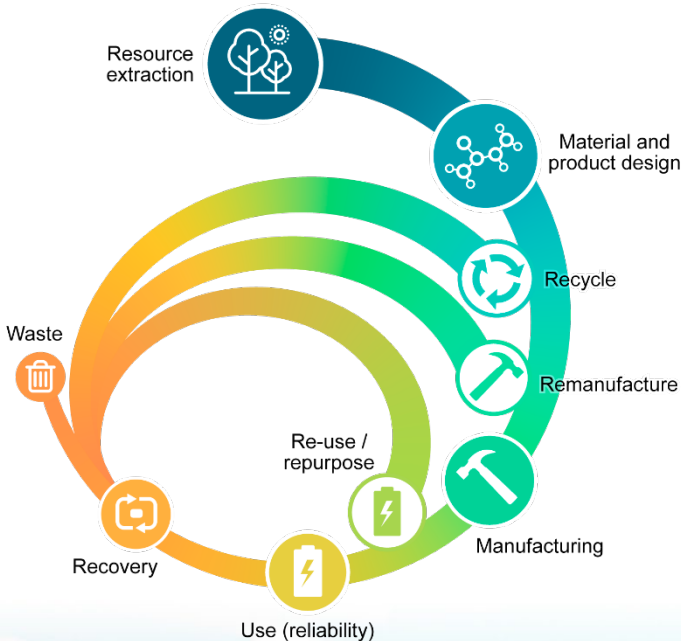 Resource
extraction
Material and
product design
Recycle
Waste
Remanufacture
Re-use /
repurpose
Manufacturing
Recovery
Use (reliability)